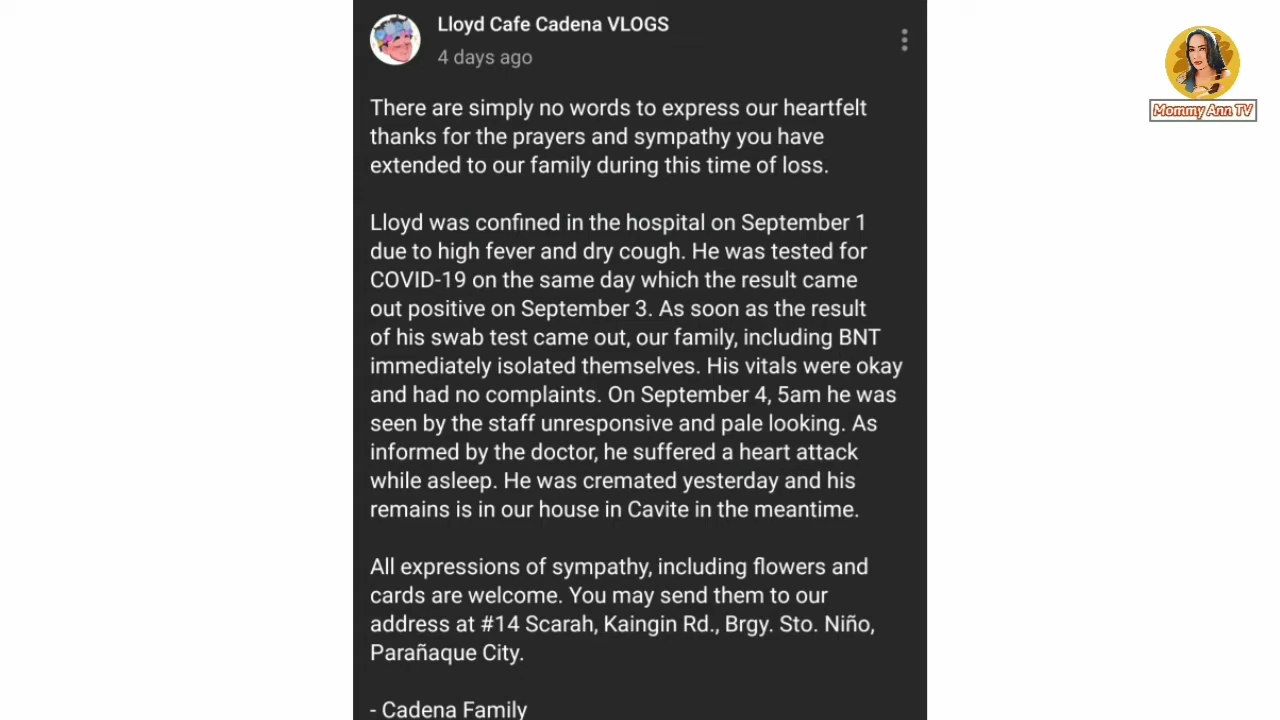 Lloyd Cafe Cadena VLOGS
4 days ago
Mommy Ann TV
There are simply no words to express our heartfelt
thanks for the prayers and sympathy you have
extended to our family during this time of loss.
Lloyd was confined in the hospital on September 1
due to high fever and dry cough. He was tested for
COVID-19 on the same day which the result came
out positive on September 3. As soon as the result
of his swab test came out, our family, including BNT
immediately isolated themselves. His vitals were okay
and had no complaints. On September 4, 5am he was
seen by the staff unresponsive and pale looking. As
informed by the doctor, he suffered a heart attack
while asleep. He was cremated yesterday and his
remains is in our house in Cavite in the meantime.
All expressions of sympathy, including flowers and
cards are welcome. You may send them to our
address at #14 Scarah, Kaingin Rd., Brgy. Sto. Niño,
Parañaque City.
- Cadena Family